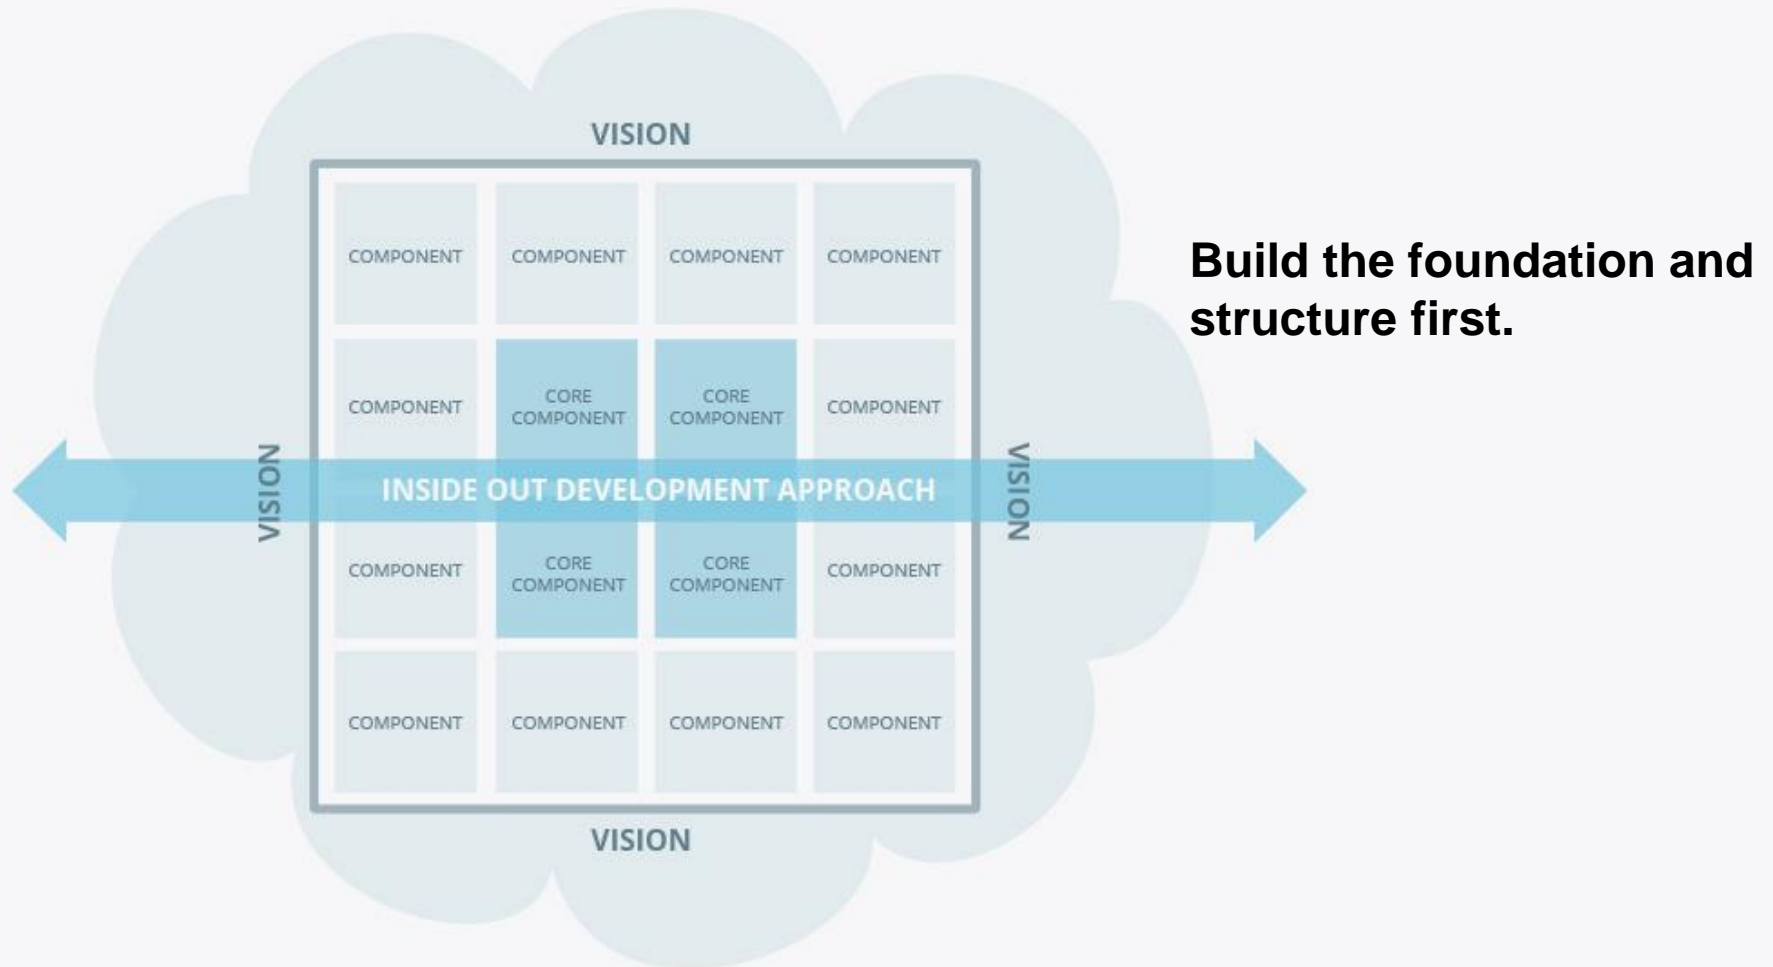 VISION
Build the foundation and
structure first.
COMPONENT COMPONENT COMPONENT COMPONENT
COMPONENT CORE COMPONENT CORE COMPONENT COMPONENT
VISION
INSIDE OUT DEVELOPMENT APPROACH
VISION
COMPONENT CORE COMPONENT CORE COMPONENT COMPONENT
COMPONENT COMPONENT COMPONENT COMPONENT
VISION